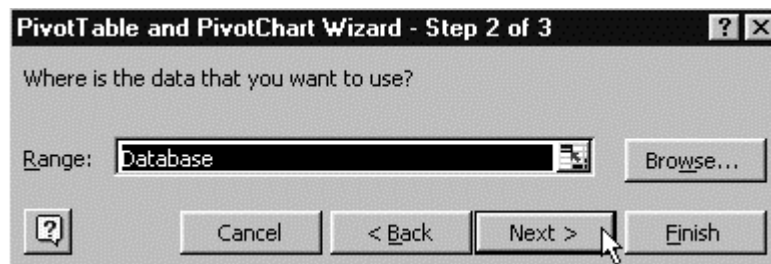 PivotTable and PivotChart Wizard - Step 2 of 3
Where is the data that you want to use?
Range: Database Browse...
Cancel < Back Next > Finish